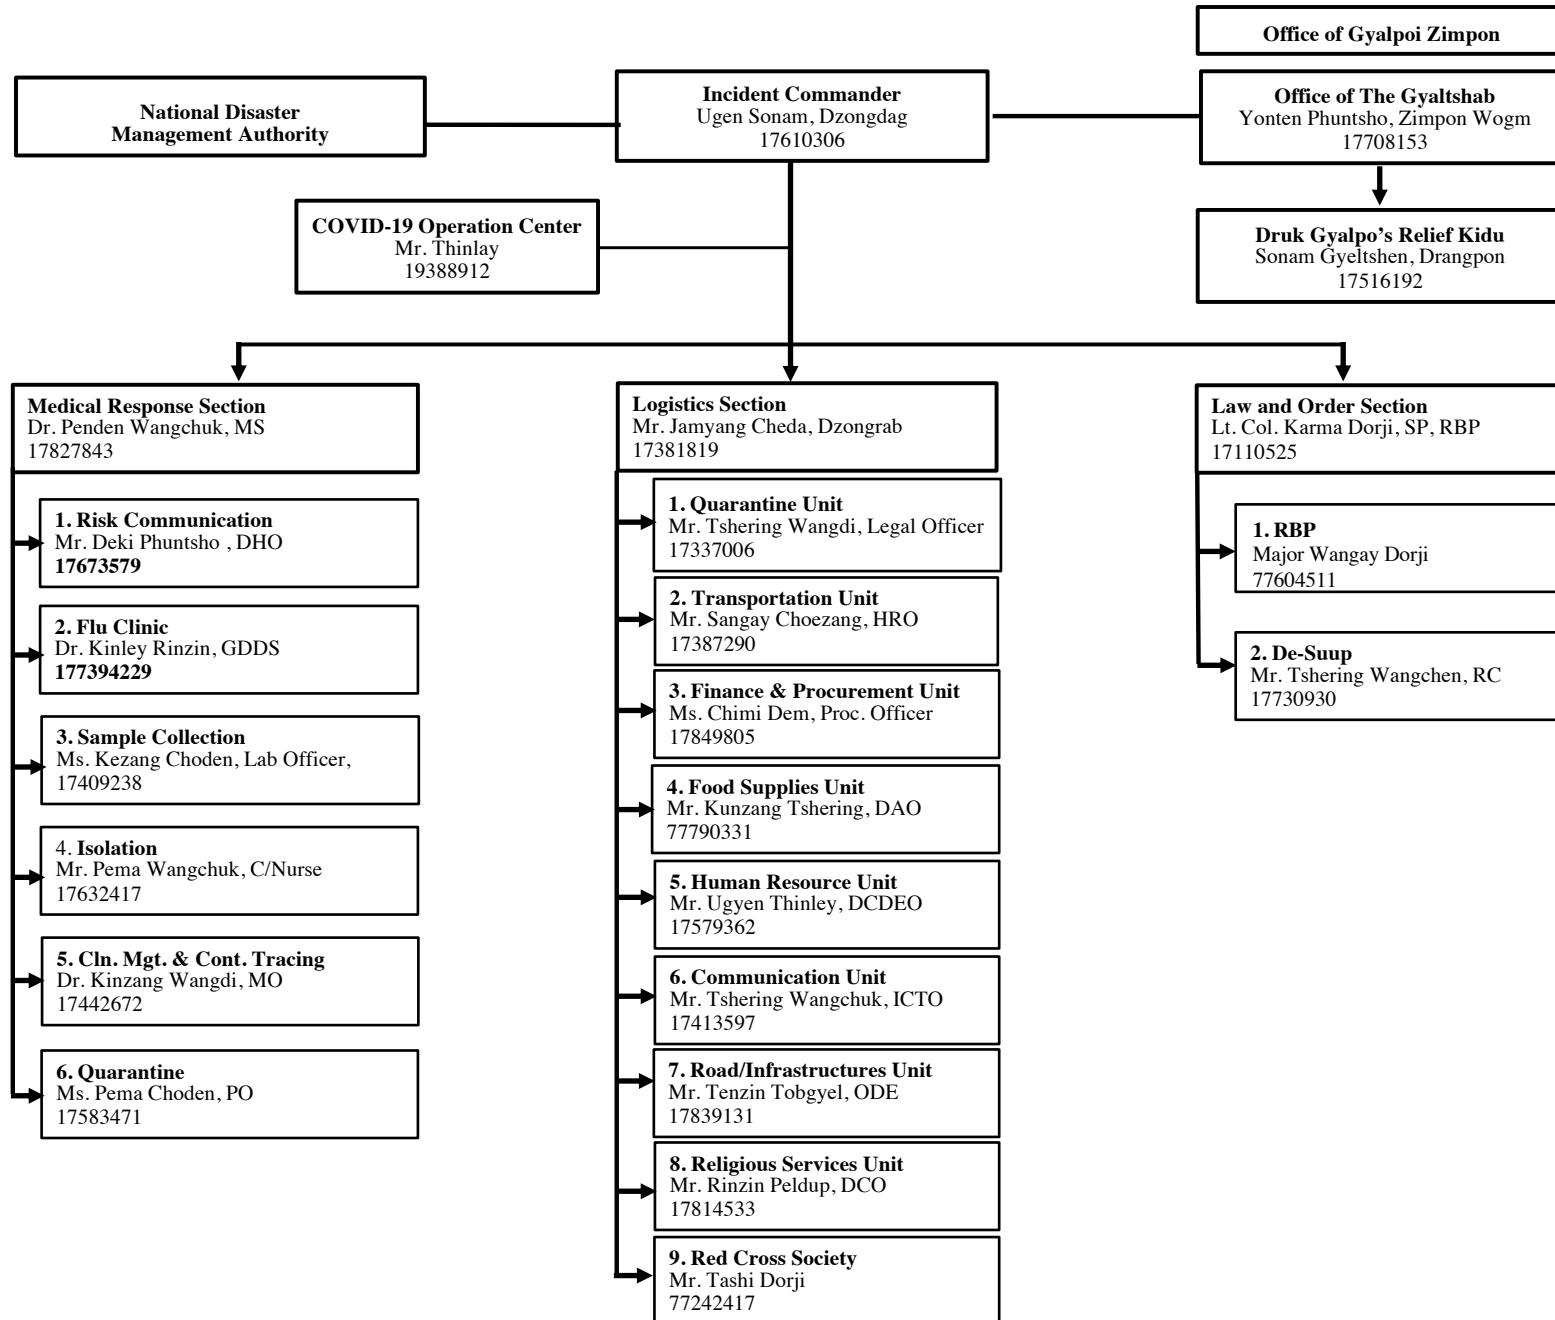 Office of Gyalpoi Zimpon
National Disaster
Management Authority
Incident Commander
Ugen Sonam, Dzongdag
17610306
Office of The Gyaltshab
Yonten Phuntsho, Zimpon Wogm
17708153
COVID-19 Operation Center
Mr. Thinlay
19388912
Druk Gyalpo’s Relief Kidu
Sonam Gyeltshen, Drangpon
17516192
Medical Response Section
Dr. Penden Wangchuk, MS
17827843
1. Risk Communication
Mr. Deki Phuntsho , DHO
17673579
2. Flu Clinic
Dr. Kinley Rinzin, GDDS
177394229
3. Sample Collection
Ms. Kezang Choden, Lab Officer,
17409238
4. Isolation
Mr. Pema Wangchuk, C/Nurse
17632417
5. Cln. Mgt. & Cont. Tracing
Dr. Kinzang Wangdi, MO
17442672
6. Quarantine
Ms. Pema Choden, PO
17583471
Logistics Section
Mr. Jamyang Cheda, Dzongrab
17381819
1. Quarantine Unit
Mr. Tshering Wangdi, Legal Officer
17337006
2. Transportation Unit
Mr. Sangay Choezang, HRO
17387290
3. Finance & Procurement Unit
Ms. Chimi Dem, Proc. Officer
17849805
4. Food Supplies Unit
Mr. Kunzang Tshering, DAO
77790331
5. Human Resource Unit
Mr. Ugyen Thinley, DCDEO
17579362
6. Communication Unit
Mr. Tshering Wangchuk, ICTO
17413597
7. Road/Infrastructures Unit
Mr. Tenzin Tobgyel, ODE
17839131
8. Religious Services Unit
Mr. Rinzin Peldup, DCO
17814533
9. Red Cross Society
Mr. Tashi Dorji
77242417
Law and Order Section
Lt. Col. Karma Dorji, SP, RBP
17110525
1. RBP
Major Wangay Dorji
77604511
2. De-Suup
Mr. Tshering Wangchen, RC
17730930